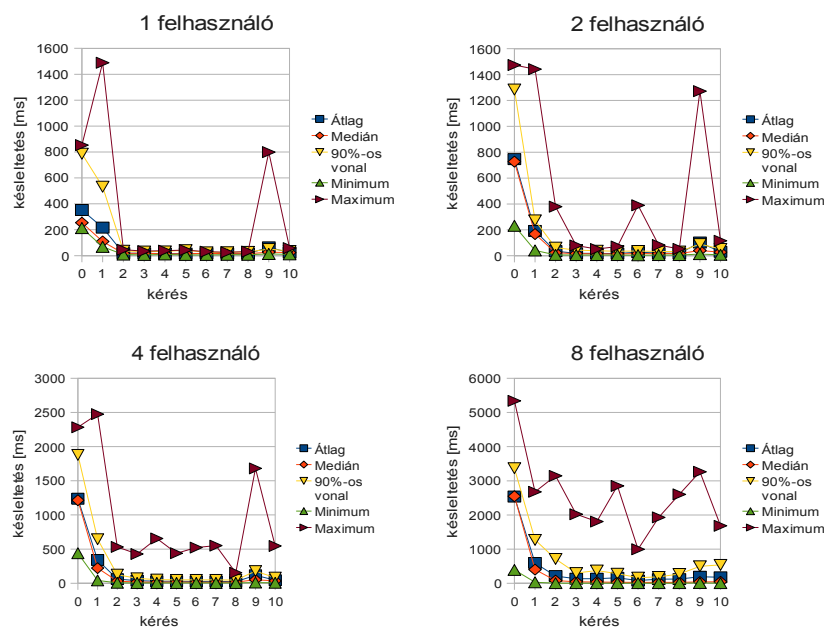 1 felhasználó
1600
1400
1200
1000
800
600
400
200
0
késleltetés [ms]
0 1 2 3 4 5 6 7 8 9 10
kérés
Átlag
Medián
90%-os
vonal
Minimum
Maximum
2 felhasználó
1600
1400
1200
1000
800
600
400
200
0
késleltetés [ms]
0 1 2 3 4 5 6 7 8 9 10
kérés
Átlag
Medián
90%-os
vonal
Minimum
Maximum
4 felhasználó
3000
2500
2000
1500
1000
500
0
késleltetés [ms]
0 1 2 3 4 5 6 7 8 9 10
kérés
Átlag
Medián
90%-os
vonal
Minimum
Maximum
8 felhasználó
6000
5000
4000
3000
2000
1000
0
késleltetés [ms]
0 1 2 3 4 5 6 7 8 9 10
kérés
Átlag
Medián
90%-os
vonal
Minimum
Maximum